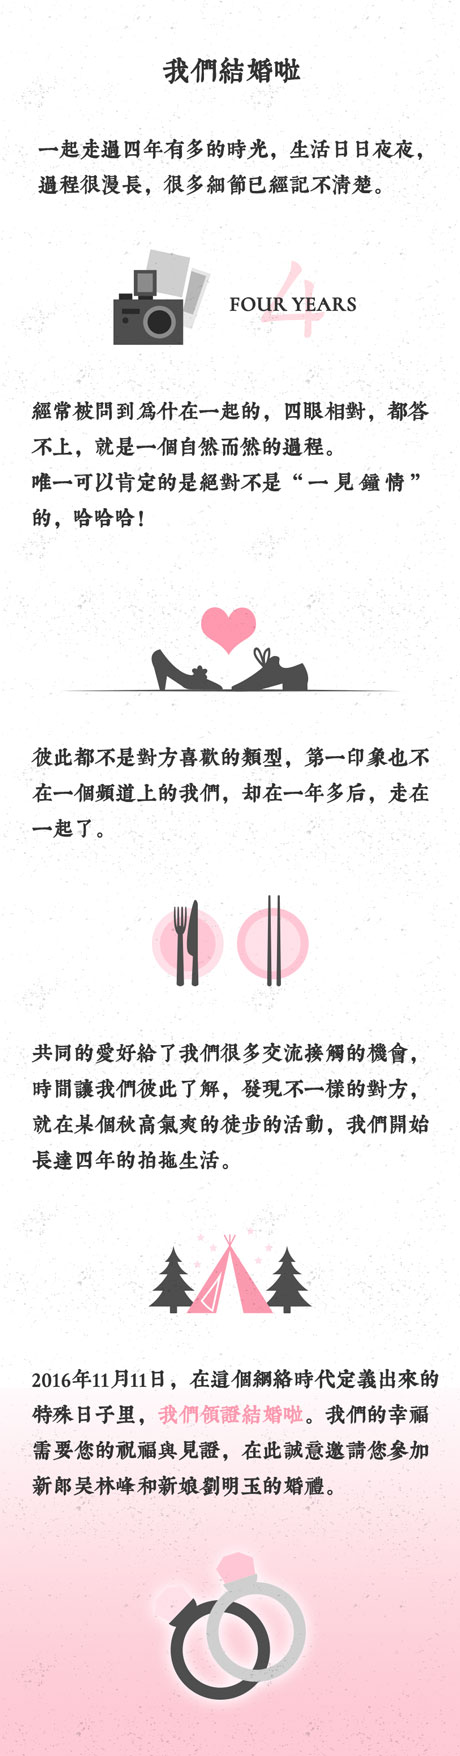 我們結婚啦
一起走過四年有多的時光，生活日日夜夜，
過程很漫長，很多細節已經記不清楚。
4
FOUR YEARS
經常被問到為什在一起的，四眼相對，都答
不上，就是一個自然而然的過程。
唯一可以肯定的是絕對不是“一見鐘情”
的，哈哈哈！
彼此都不是對方喜歡的類型，第一印象也不
在一個頻道上的我們，却在一年多后，走在
一起了。
共同的愛好給了我們很多交流接觸的機會，
時間讓我們彼此了解，發現不一樣的對方，
就在某個秋高氣爽的徒步的活動，我們開始
長達四年的拍拖生活。
2016年11月11日，在這個網絡時代定義出來的
特殊日子里，我們領證結婚啦。我們的幸福
需要您的祝福與見證，在此誠意邀請您參加
新郎吴林峰和新娘劉明玉的婚禮。